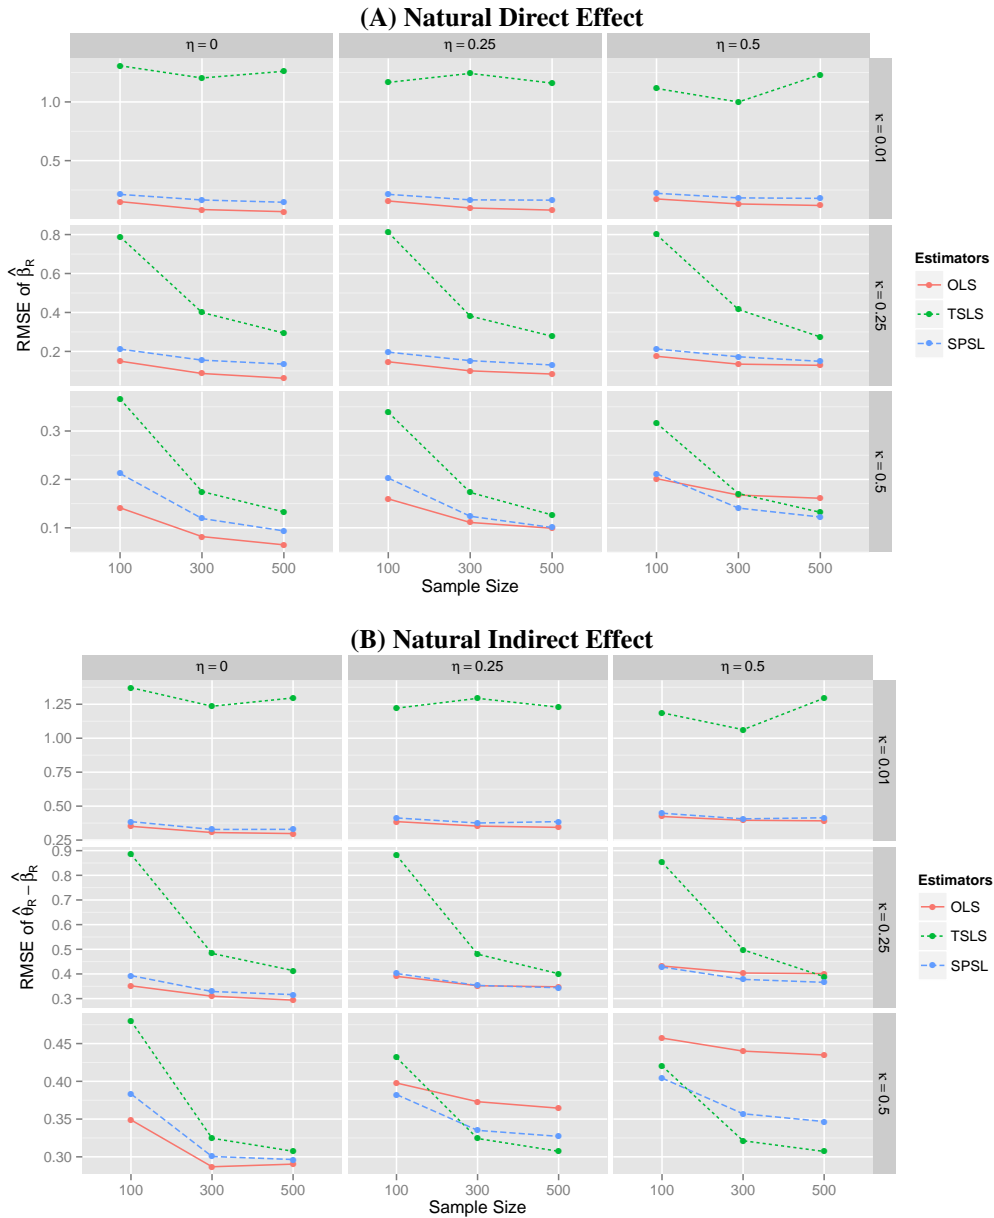 (A) Natural Direct Effect
η = 0
η = 0.25
η = 0.5
1.0
0.5
κ = 0.01
0.8
0.6
0.4
0.2
κ = 0.25
0.3
0.2
0.1
κ = 0.5
RMSE of β̂_R
100 300 500
100 300 500
100 300 500
Sample Size
Estimators
OLS
TSLS
SPSL
(B) Natural Indirect Effect
η = 0
η = 0.25
η = 0.5
1.25
1.00
0.75
0.50
0.25
κ = 0.01
0.9
0.8
0.7
0.6
0.5
0.4
0.3
κ = 0.25
0.45
0.40
0.35
0.30
κ = 0.5
RMSE of θ̂_R − β̂_R
100 300 500
100 300 500
100 300 500
Sample Size
Estimators
OLS
TSLS
SPSL